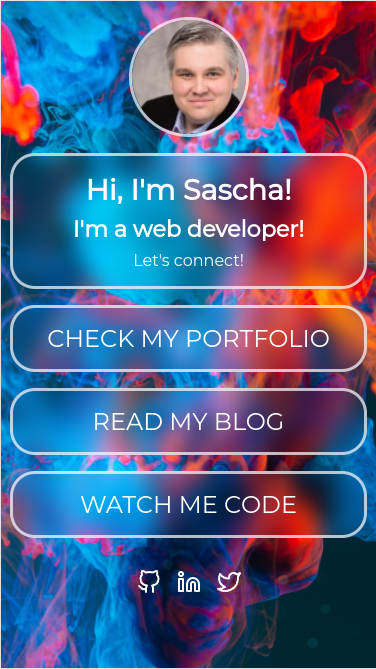 Hi, I'm Sascha!
I'm a web developer!
Let's connect!
CHECK MY PORTFOLIO
READ MY BLOG
WATCH ME CODE